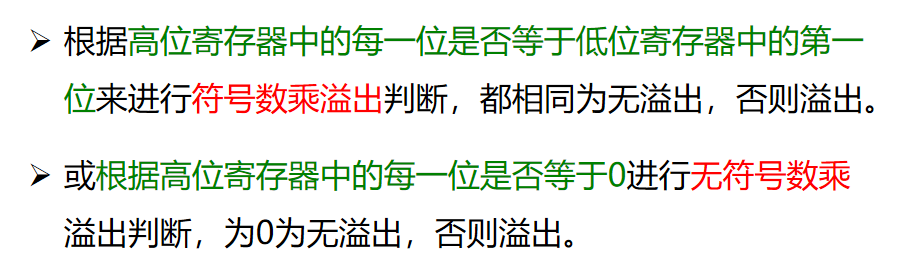 ➢ 根据高位寄存器中的每一位是否等于低位寄存器中的第一
位来进行符号数乘溢出判断，都相同为无溢出，否则溢出。
➢ 或根据高位寄存器中的每一位是否等于0进行无符号数乘
溢出判断，为0为无溢出，否则溢出。